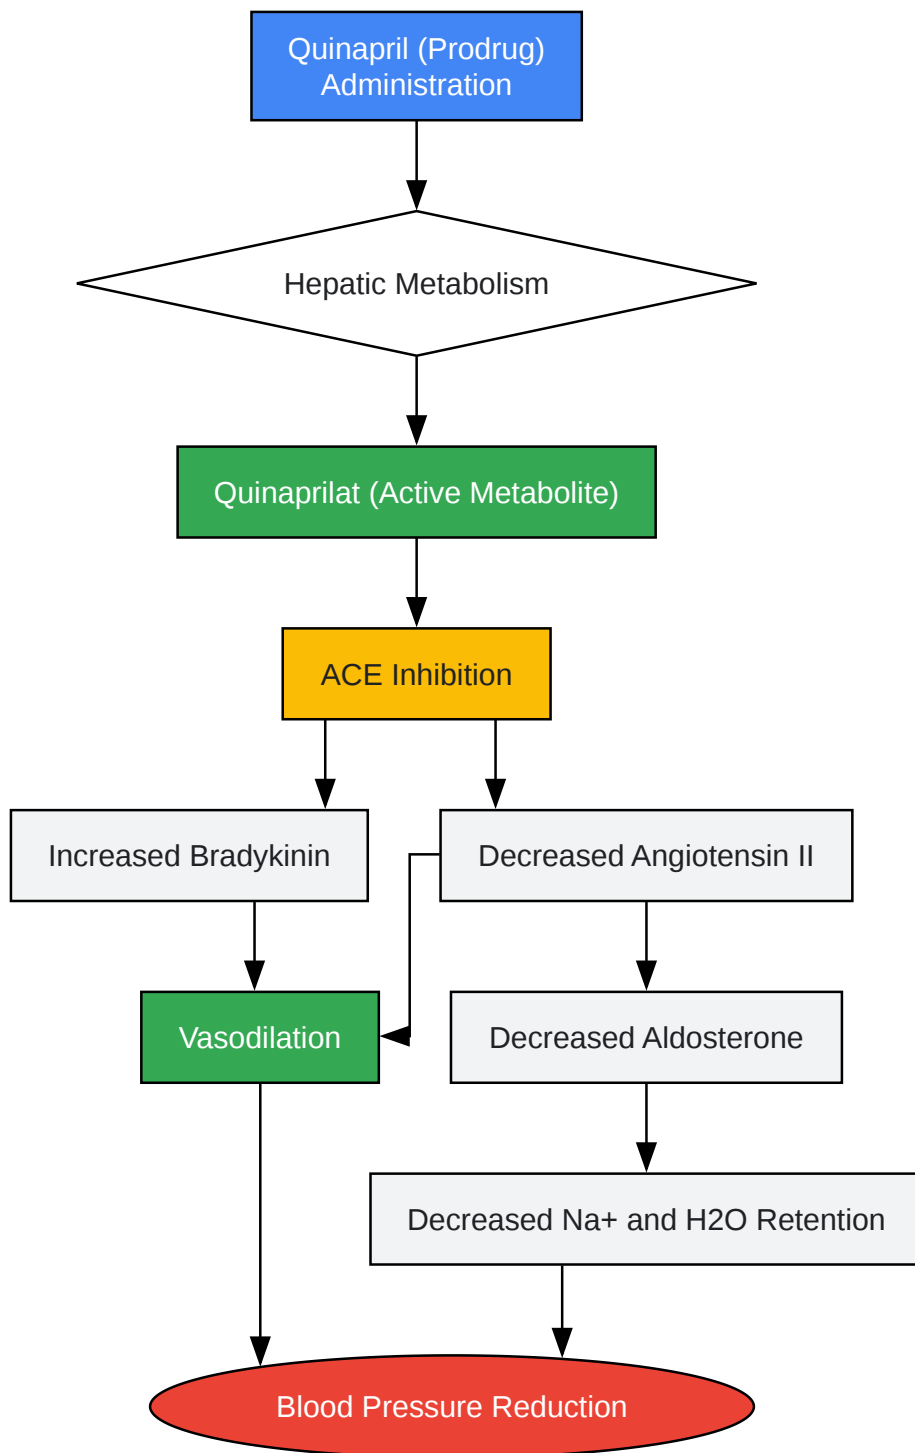 Quinapril (Prodrug)
Administration
Hepatic Metabolism
Quinaprilat (Active Metabolite)
ACE Inhibition
Increased Bradykinin
Decreased Angiotensin II
Vasodilation
Decreased Aldosterone
Decreased Na+ and H2O Retention
Blood Pressure Reduction